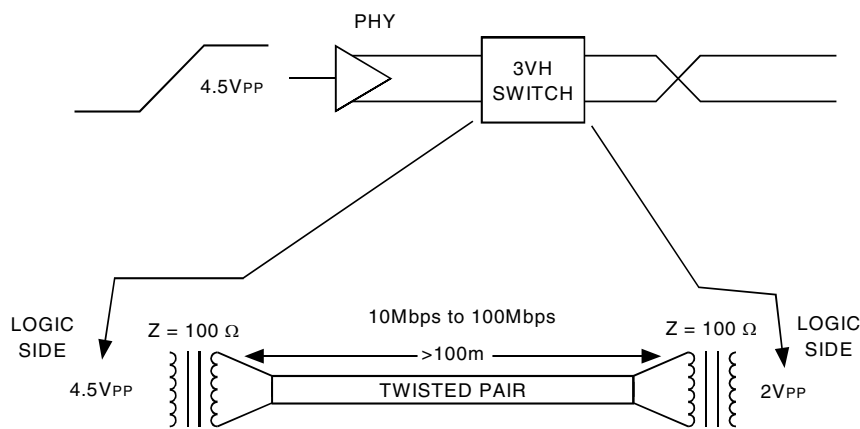 PHY
4.5VPP
3VH
SWITCH
10Mbps to 100Mbps
LOGIC
SIDE
Z = 100 Ω
Z = 100 Ω
LOGIC
SIDE
>100m
4.5VPP
TWISTED PAIR
2VPP